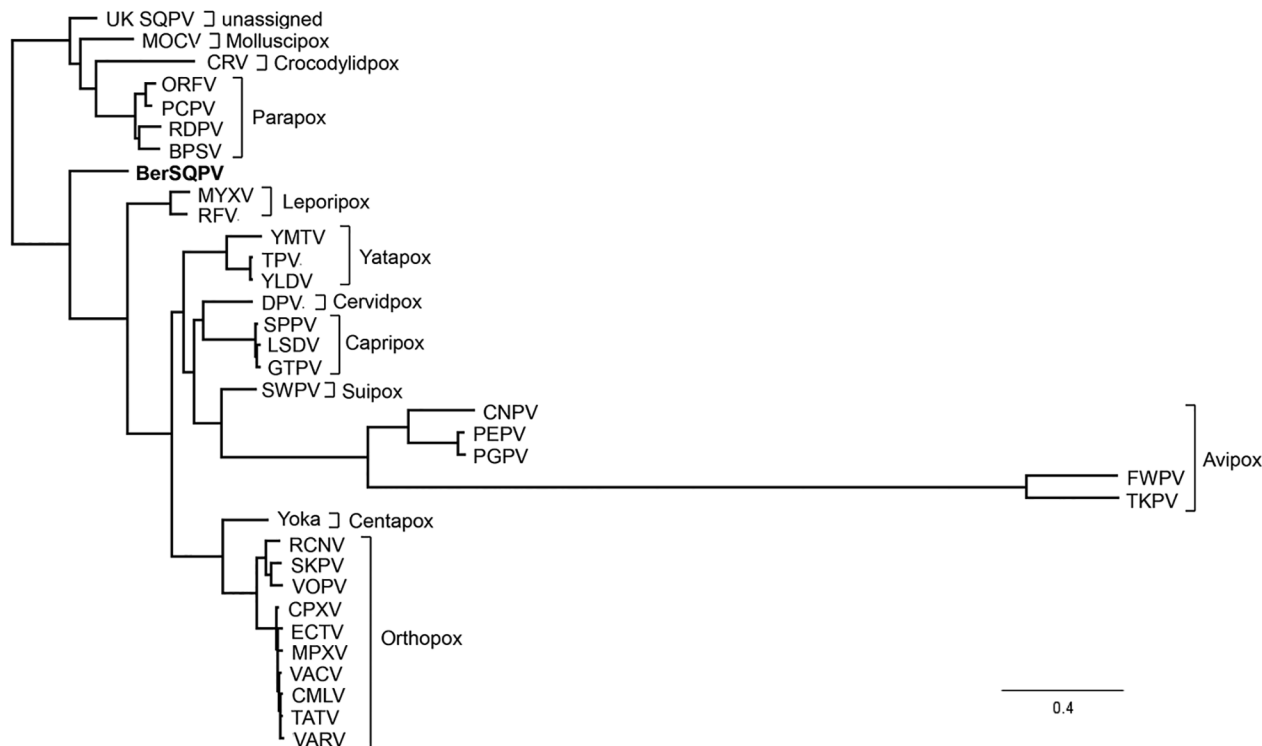 UK SQPV unassigned
MOCV Molluscipox
CRV Crocodylidpox
ORFV
PCPV
Parapox
RDPV
BPSV
BerSQPV
MYXV
Leporipox
RFV.
YMTV
Yatapox
TPV.
YLDV
DPV. Cervidpox
SPPV
LSDV Capripox
GTPV
SWPV Suipox
CNPV
PEPV
PGPV
Avipox
FWPV
TKPV
Yoka Centapox
RCNV
SKPV
VOPV
CPXV
ECTV
Orthopox
MPXV
VACV
CMLV
0.4
TATV
VARV